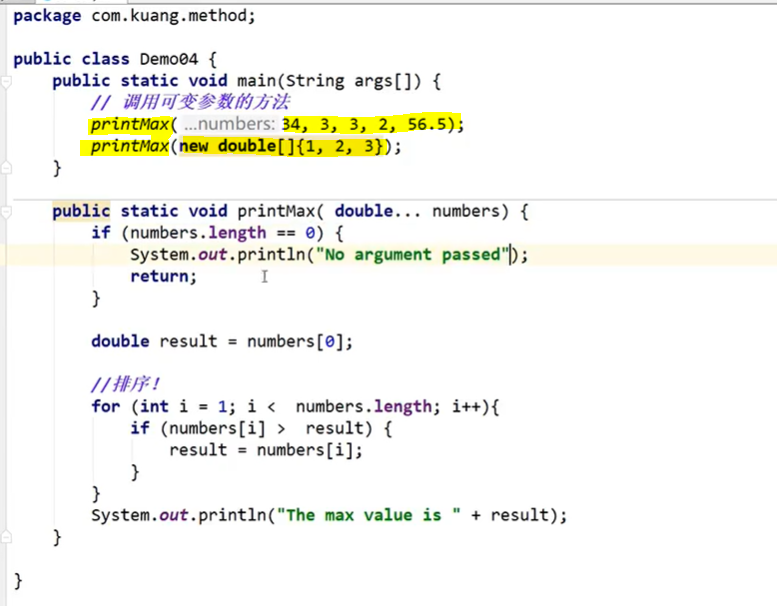 package com.kuang.method;
public class Demo04 {
public static void main(String args[]) {
// 调用可变参数的方法
printMax( ...numbers: 34, 3, 3, 2, 56.5);
printMax(new double[]{1, 2, 3});
}
public static void printMax( double... numbers) {
if (numbers.length == 0) {
System.out.println("No argument passed");
return;
}
double result = numbers[0];
//排序!
for (int i = 1; i <  numbers.length; i++){
if (numbers[i] >  result) {
result = numbers[i];
}
}
System.out.println("The max value is " + result);
}
}